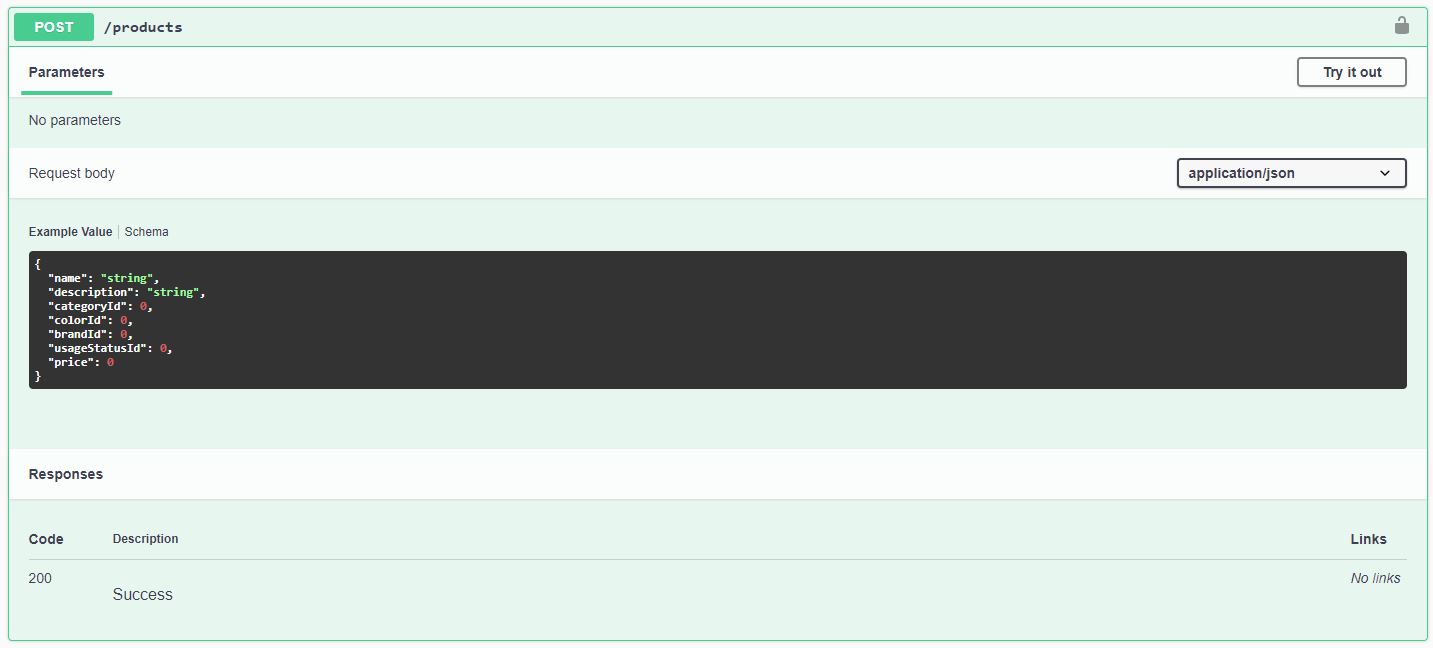 POST /products
Parameters
Try it out
No parameters
Request body
application/json
Example Value Schema
{
  "name": "string",
  "description": "string",
  "categoryId": 0,
  "colorId": 0,
  "brandId": 0,
  "usageStatusId": 0,
  "price": 0
}
Responses
Code Description Links
200 Success No links